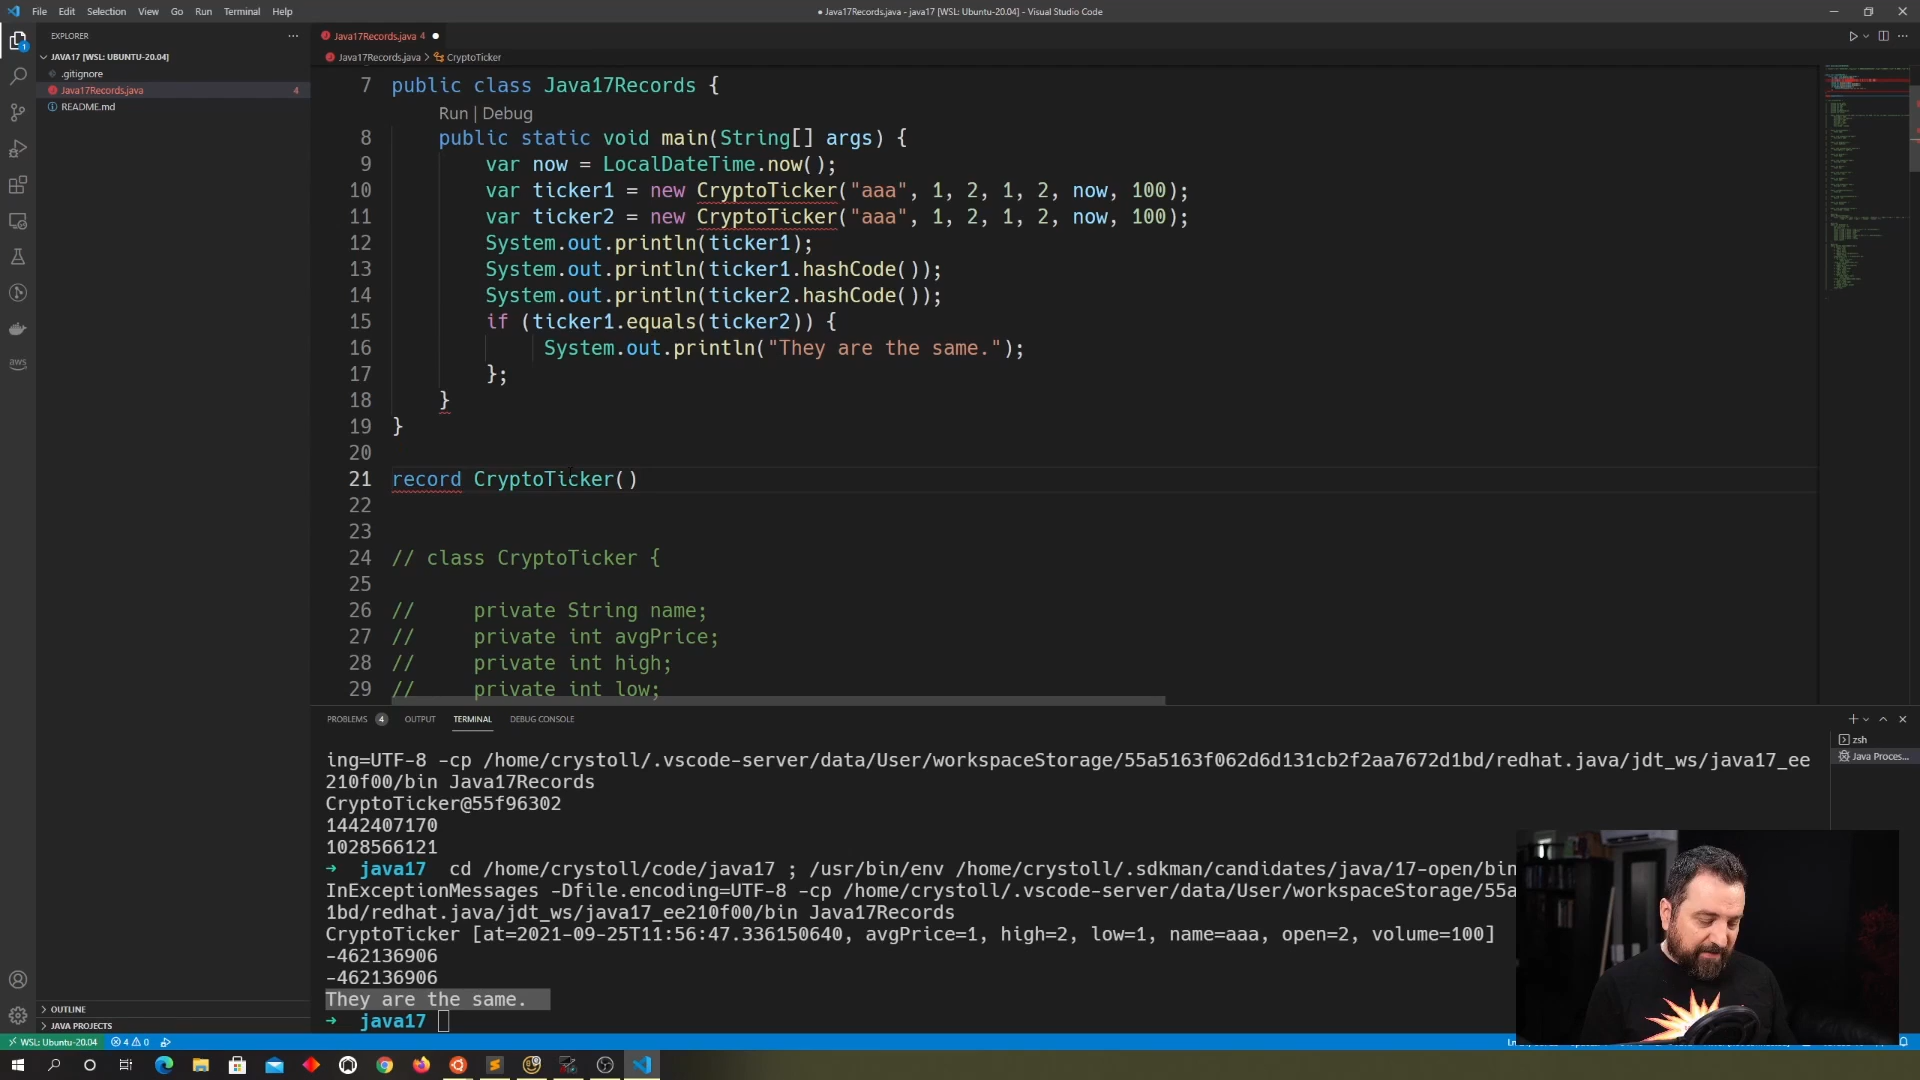 File Edit Selection View Go Run Terminal Help
● Java17Records.java - java17 [WSL: Ubuntu-20.04] - Visual Studio Code
EXPLORER
JAVA17 [WSL: UBUNTU-20.04]
.gitignore
Java17Records.java 4
README.md
OUTLINE
JAVA PROJECTS
Java17Records.java 4 ●
Java17Records.java > CryptoTicker
7 public class Java17Records {
Run | Debug
8 public static void main(String[] args) {
9 var now = LocalDateTime.now();
10 var ticker1 = new CryptoTicker("aaa", 1, 2, 1, 2, now, 100);
11 var ticker2 = new CryptoTicker("aaa", 1, 2, 1, 2, now, 100);
12 System.out.println(ticker1);
13 System.out.println(ticker1.hashCode());
14 System.out.println(ticker2.hashCode());
15 if (ticker1.equals(ticker2)) {
16 System.out.println("They are the same.");
17 };
18 }
19 }
20
21 record CryptoTicker()
22
23
24 // class CryptoTicker {
25
26 // private String name;
27 // private int avgPrice;
28 // private int high;
29 // private int low;
PROBLEMS 4 OUTPUT TERMINAL DEBUG CONSOLE
zsh
Java Proces...
ing=UTF-8 -cp /home/crystoll/.vscode-server/data/User/workspaceStorage/55a5163f062d6d131cb2f2aa7672d1bd/redhat.java/jdt_ws/java17_ee
210f00/bin Java17Records
CryptoTicker@55f96302
1442407170
1028566121
→ java17 cd /home/crystoll/code/java17 ; /usr/bin/env /home/crystoll/.sdkman/candidates/java/17-open/bin
InExceptionMessages -Dfile.encoding=UTF-8 -cp /home/crystoll/.vscode-server/data/User/workspaceStorage/55a
1bd/redhat.java/jdt_ws/java17_ee210f00/bin Java17Records
CryptoTicker [at=2021-09-25T11:56:47.336150640, avgPrice=1, high=2, low=1, name=aaa, open=2, volume=100]
-462136906
-462136906
They are the same.
→ java17
WSL: Ubuntu-20.04 4 0
aws